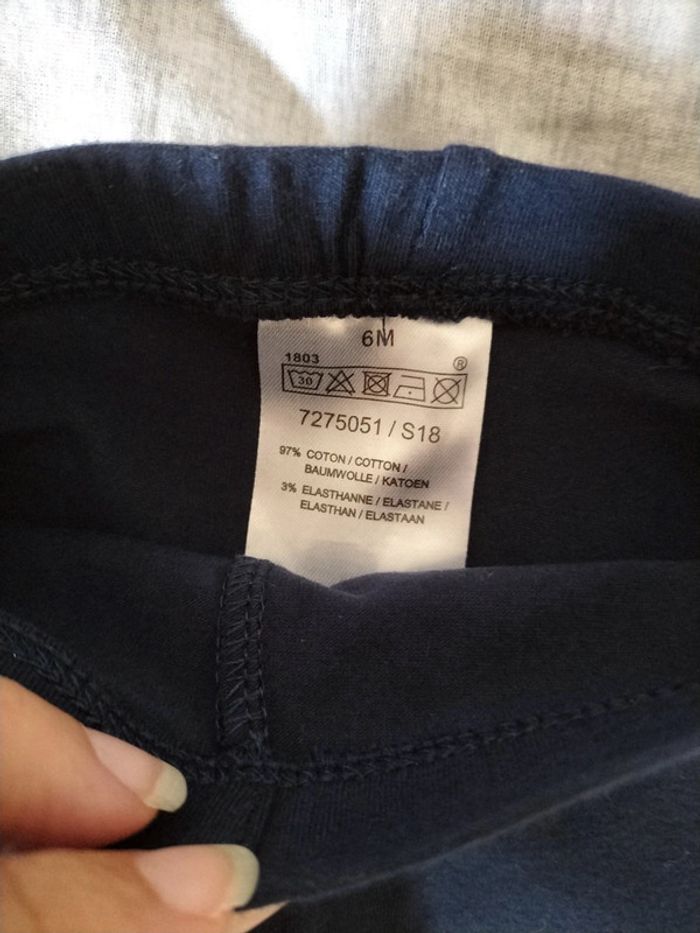 6M
1803
®
30
7275051 / S18
97% COTON / COTTON /
BAUMWOLLE / KATOEN
3% ELASTHANNE / ELASTANE /
ELASTHAN / ELASTAAN